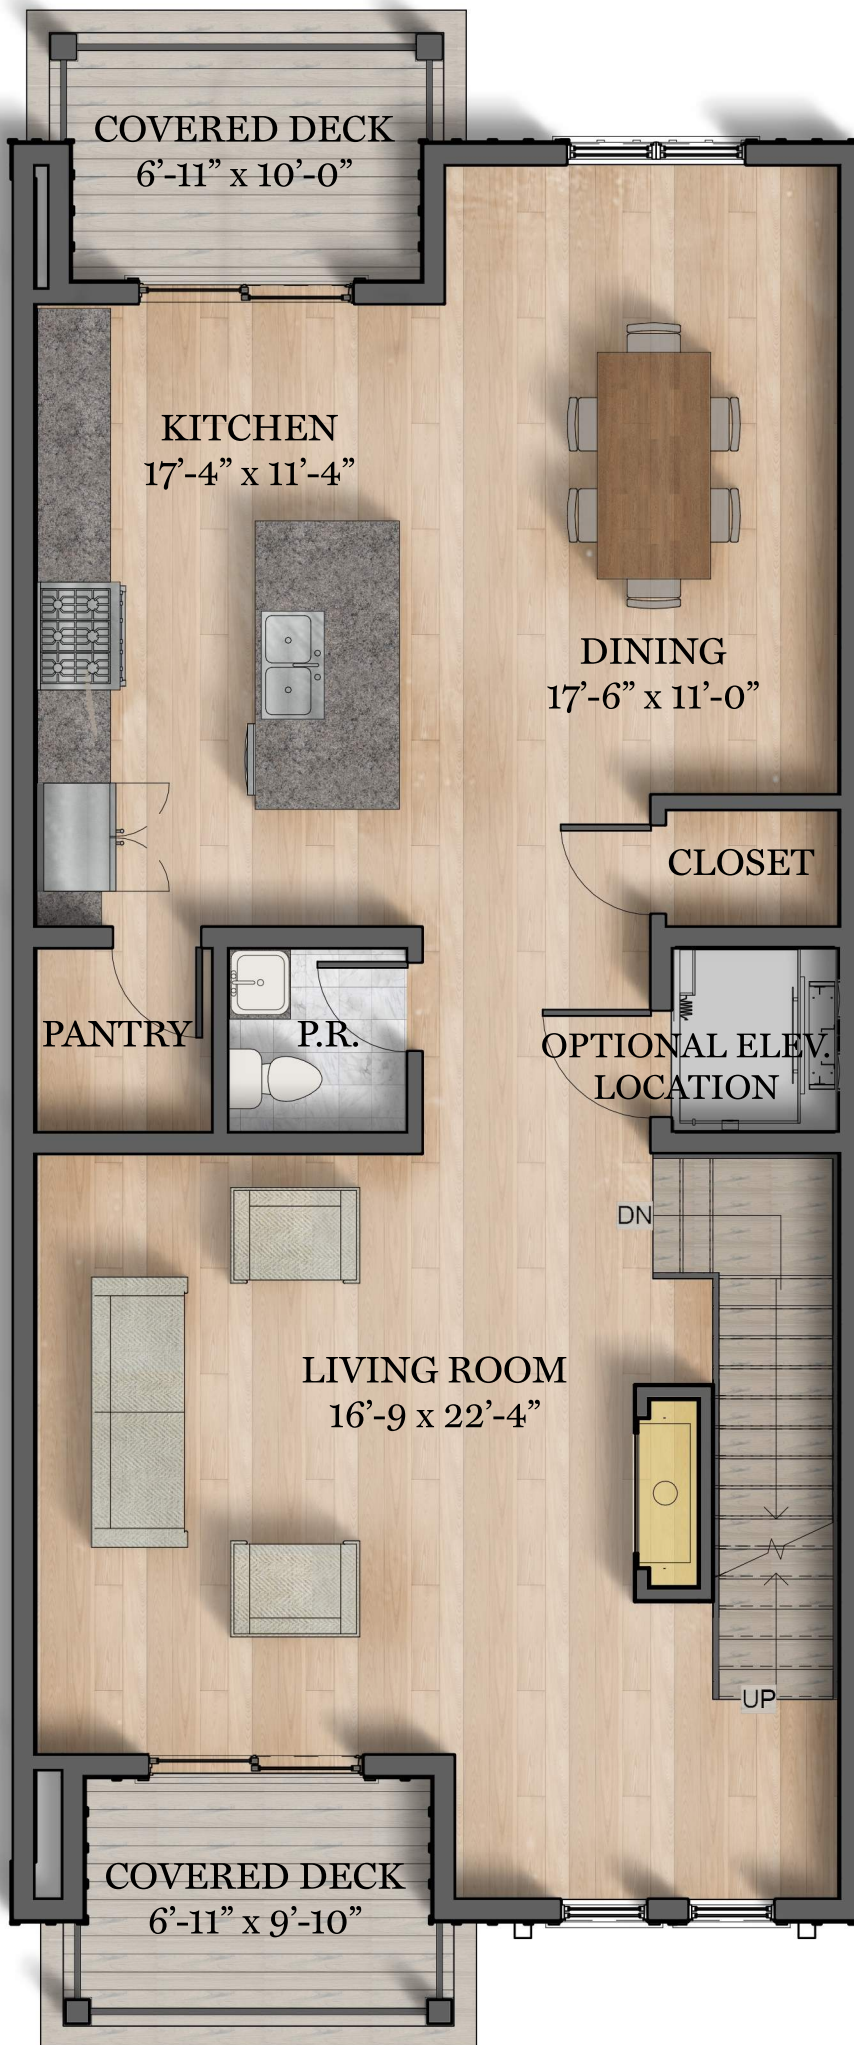 COVERED DECK
6’-11” x 10’-0”
KITCHEN
17’-4” x 11’-4”
DINING
17’-6” x 11’-0”
CLOSET
PANTRY
P.R.
OPTIONAL ELEV.
LOCATION
DN
LIVING ROOM
16’-9 x 22’-4”
UP
COVERED DECK
6’-11” x 9’-10”